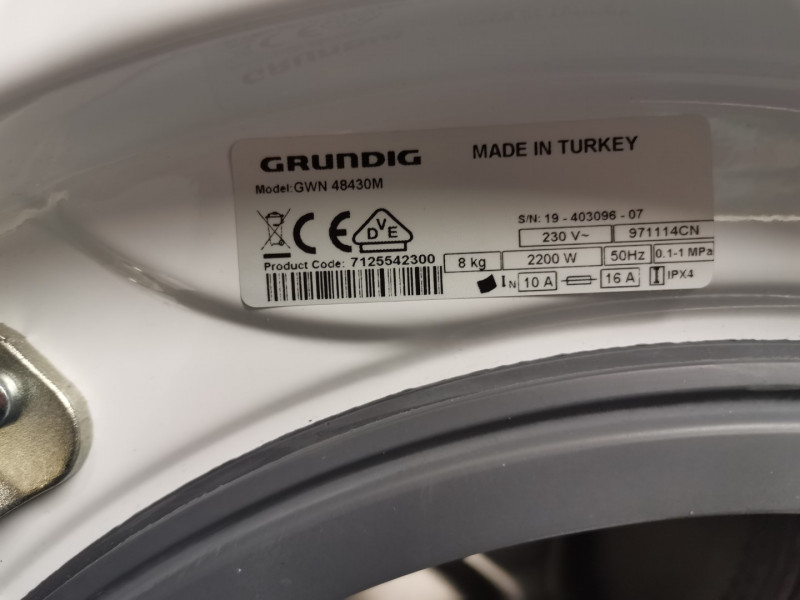 GRUNDIG
MADE IN TURKEY
Model:GWN 48430M
CE
DVE
S/N: 19 - 403096 - 07
230 V~ 971114CN
Product Code: 7125542300
8 kg 2200 W 50Hz 0.1-1 MPa
IN 10 A 16 A IPX4